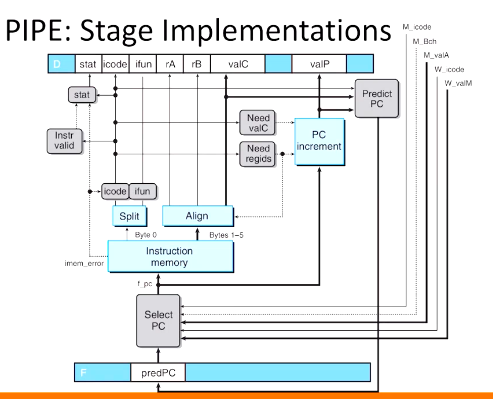 PIPE: Stage Implementations
M_icode
M_Bch
M_valA
W_icode
W_valM
D stat icode ifun rA rB valC valP
stat
Predict
PC
Need
valC
Instr
valid
PC
increment
Need
regids
icode ifun
Split
Align
Byte 0
Bytes 1–5
Instruction
memory
imem_error
f_pc
Select
PC
F predPC